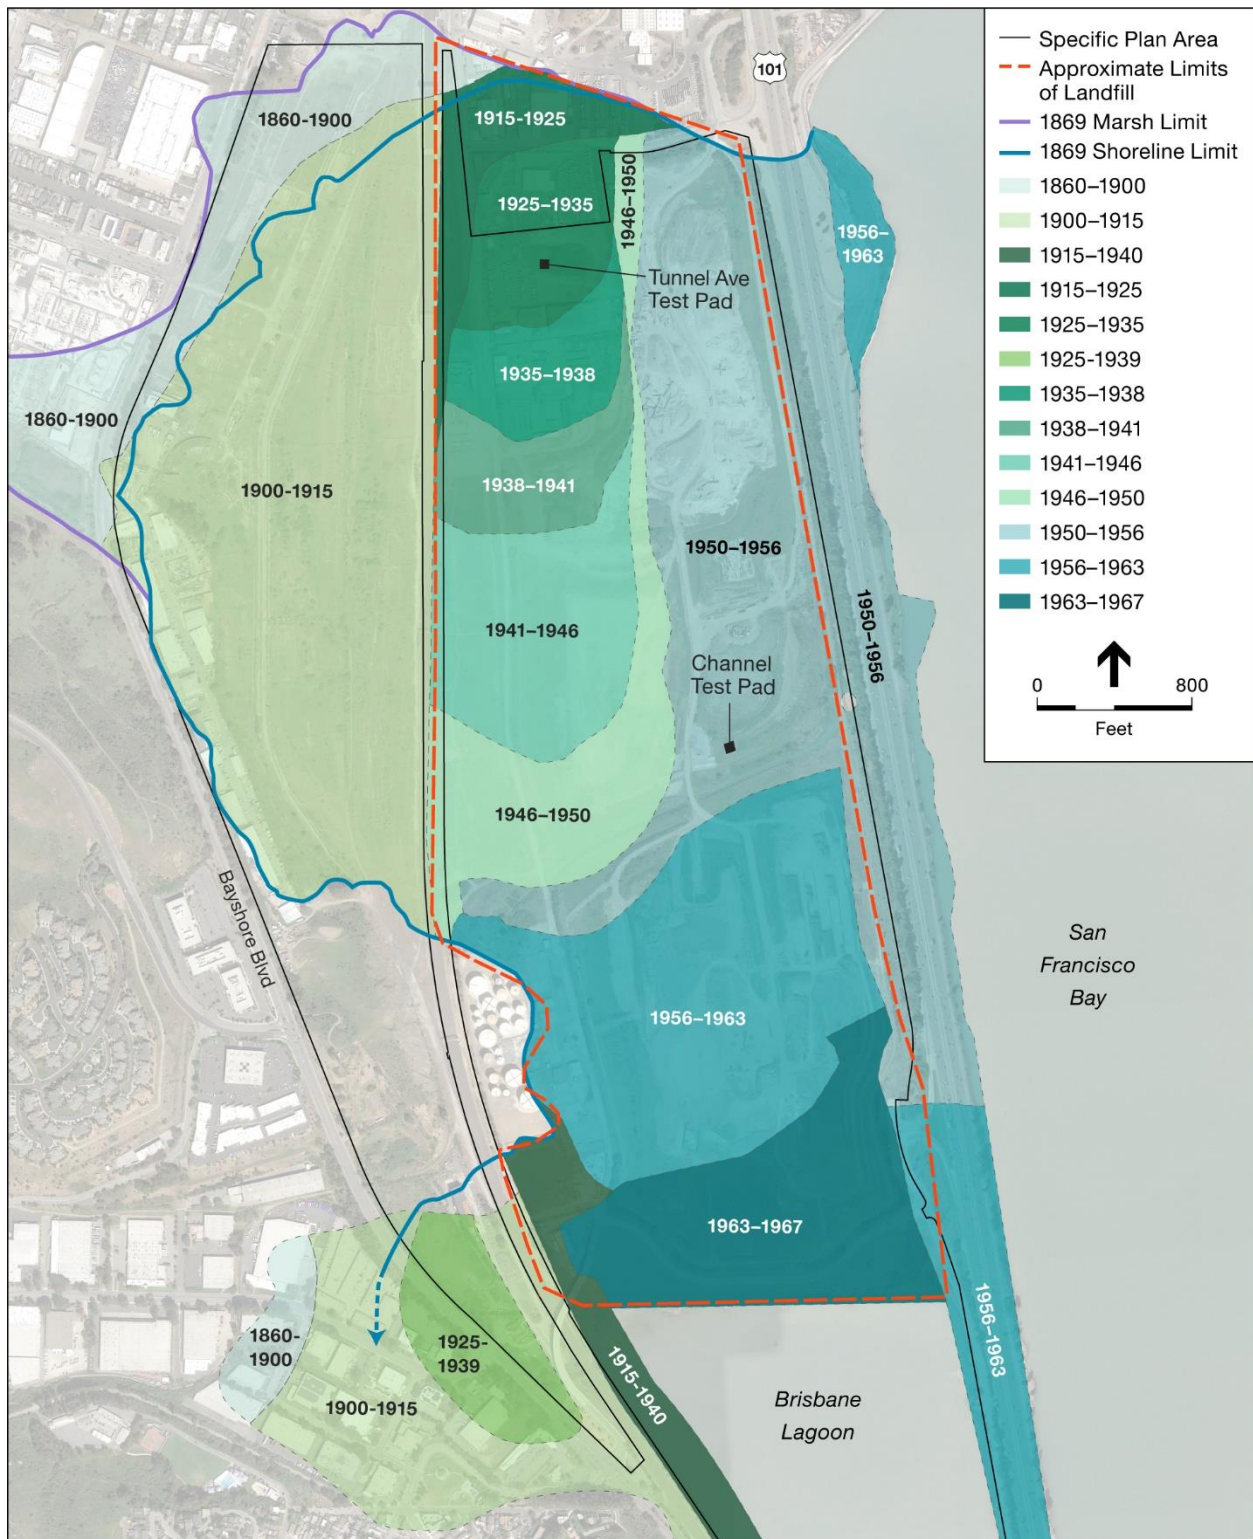 Specific Plan Area
Approximate Limits
of Landfill
1869 Marsh Limit
1869 Shoreline Limit
1860–1900
1900–1915
1915–1940
1915–1925
1925–1935
1925–1939
1935–1938
1938–1941
1941–1946
1946–1950
1950–1956
1956–1963
1963–1967
0
800
Feet
101
1860-1900
1915-1925
1925–1935
1946–1950
1956–
1963
Tunnel Ave
Test Pad
1935–1938
1860-1900
1900-1915
1938–1941
1950–1956
1941–1946
1950–1956
Channel
Test Pad
1946–1950
Bayshore Blvd
San
Francisco
Bay
1956–1963
1963–1967
1860-
1900
1925-
1939
1900-1915
1915-1940
1956–1963
Brisbane
Lagoon